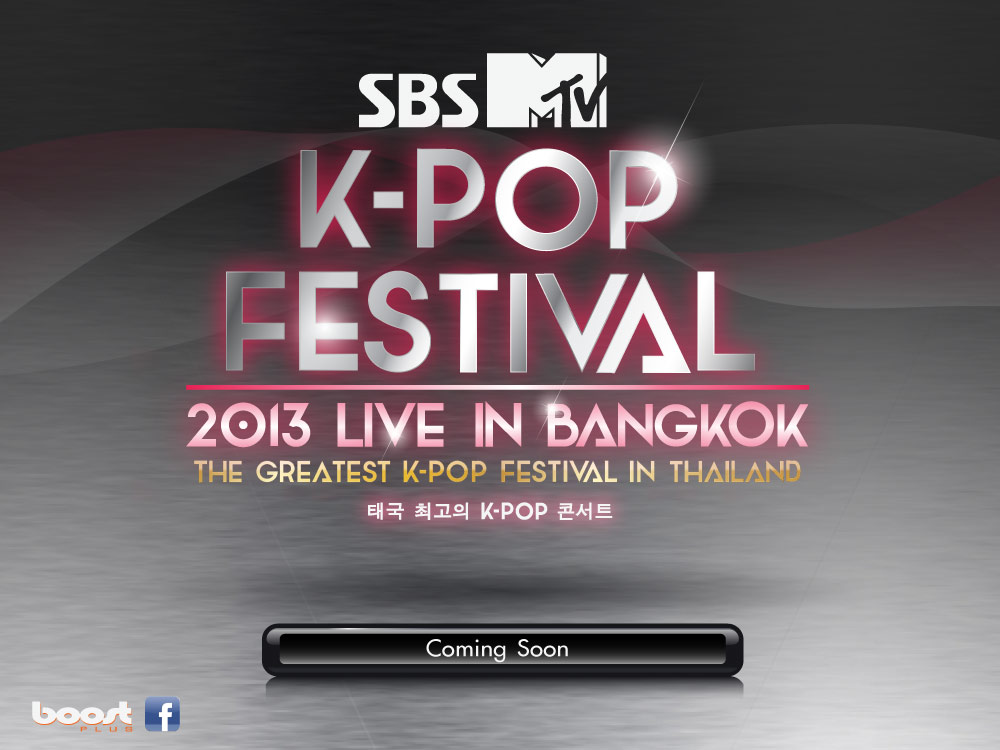 SBS MTV
K-POP
FESTIVAL
2013 LIVE IN BANGKOK
THE GREATEST K-POP FESTIVAL IN THAILAND
태국 최고의 K-POP 콘서트
Coming Soon
boost f
PLUS